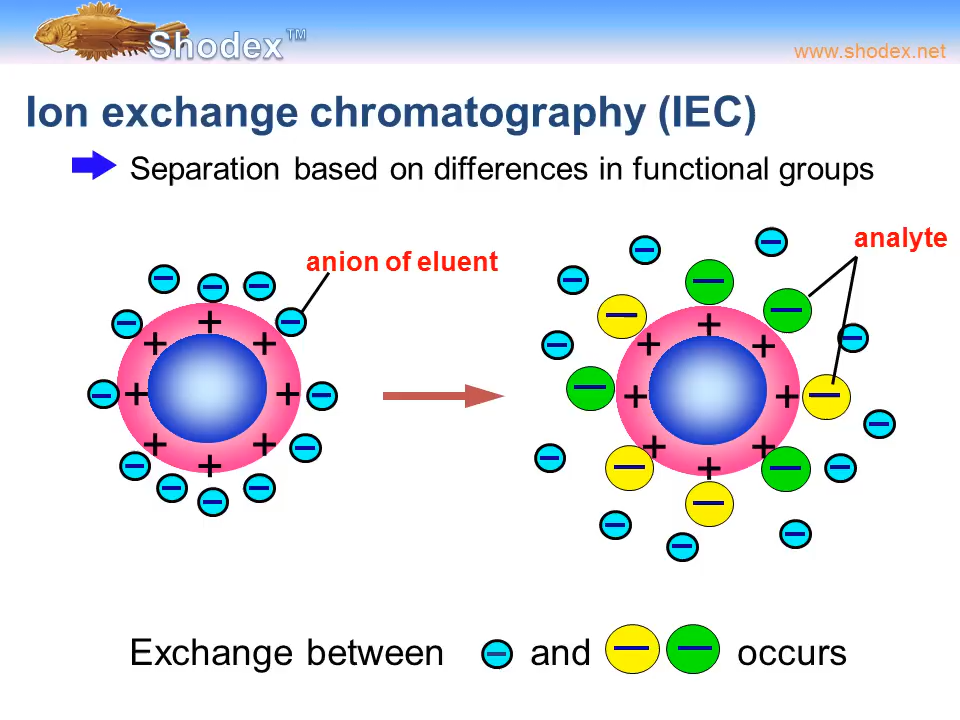 Shodex™
www.shodex.net
Ion exchange chromatography (IEC)
Separation based on differences in functional groups
anion of eluent
analyte
Exchange between and occurs